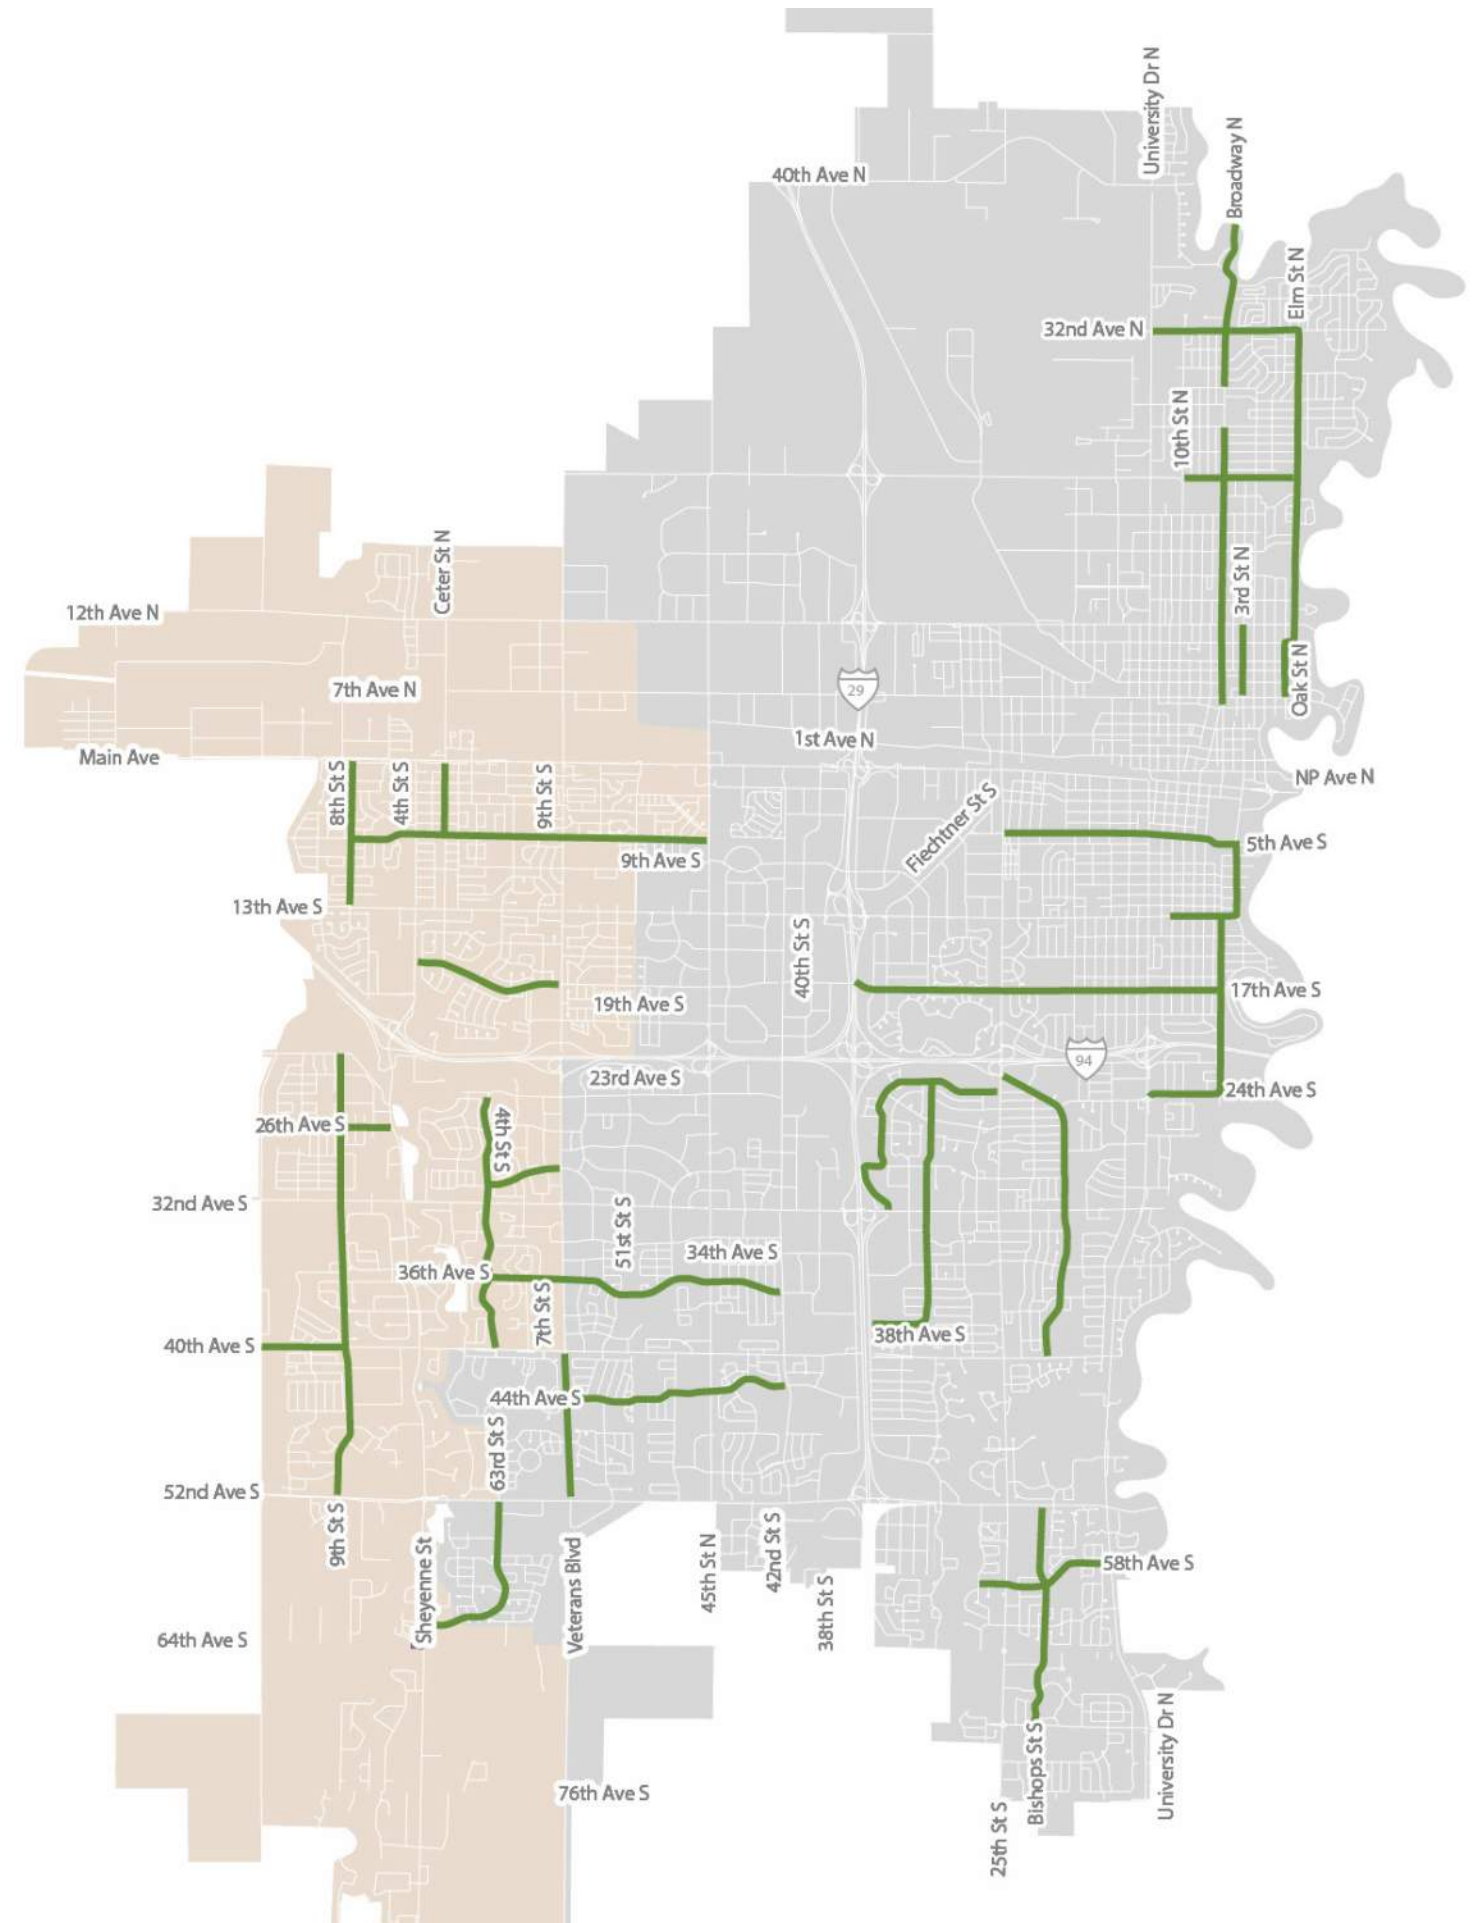 University Dr N
Broadway N
40th Ave N
Elm St N
32nd Ave N
10th St N
Ceter St N
3rd St N
12th Ave N
7th Ave N
Oak St N
29
1st Ave N
Main Ave
NP Ave N
8th St S
4th St S
9th St S
Fiechtner St S
5th Ave S
9th Ave S
13th Ave S
40th St S
19th Ave S
17th Ave S
94
23rd Ave S
24th Ave S
26th Ave S
4th St S
32nd Ave S
51st St S
34th Ave S
36th Ave S
7th St S
38th Ave S
40th Ave S
44th Ave S
63rd St S
52nd Ave S
9th St S
Sheyenne St
Veterans Blvd
45th St N
42nd St S
38th St S
58th Ave S
64th Ave S
Bishops St S
University Dr N
76th Ave S
25th St S